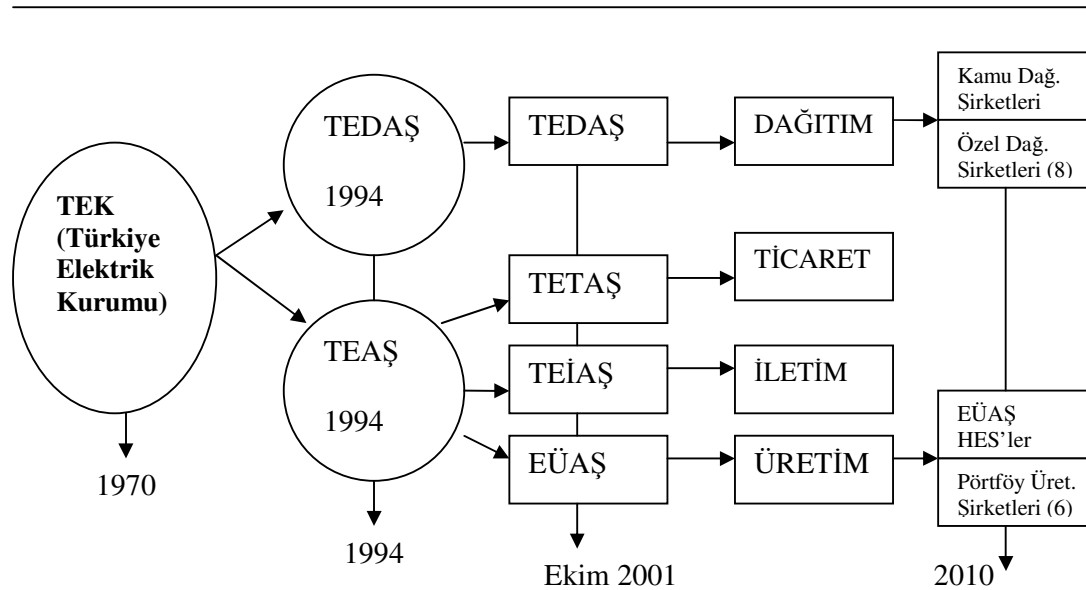 TEK
(Türkiye
Elektrik
Kurumu)
1970
TEDAŞ
1994
TEAŞ
1994
1994
TEDAŞ
TETAŞ
TEİAŞ
EÜAŞ
Ekim 2001
DAĞITIM
TİCARET
İLETİM
ÜRETİM
Kamu Dağ.
Şirketleri
Özel Dağ.
Şirketleri (8)
EÜAŞ
HES’ler
Pörtföy Üret.
Şirketleri (6)
2010